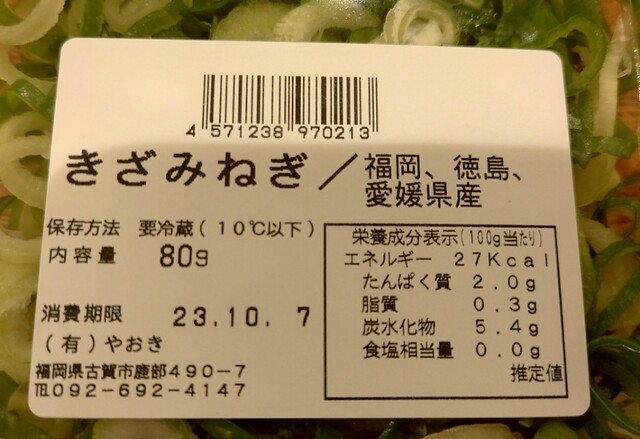 4 571238 970213
きざみねぎ／福岡、徳島、
愛媛県産
保存方法 要冷蔵(10℃以下)
内容量 80g
消費期限 23.10. 7
(有)やおき
福岡県古賀市鹿部490-7
℡092-692-4147
栄養成分表示(100g当たり)
エネルギー 27Kcal
たんぱく質 2.0g
脂質 0.3g
炭水化物 5.4g
食塩相当量 0.0g
推定値